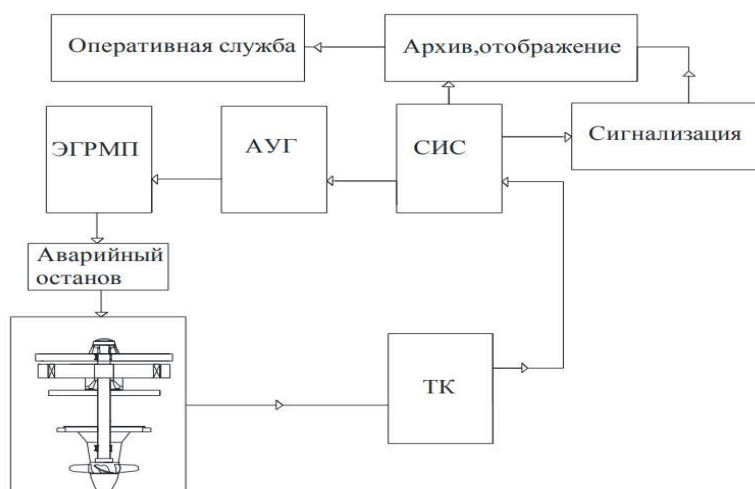 Оперативная служба
Архив,отображение
ЭГРМП
АУГ
СИС
Сигнализация
Аварийный
останов
ТК